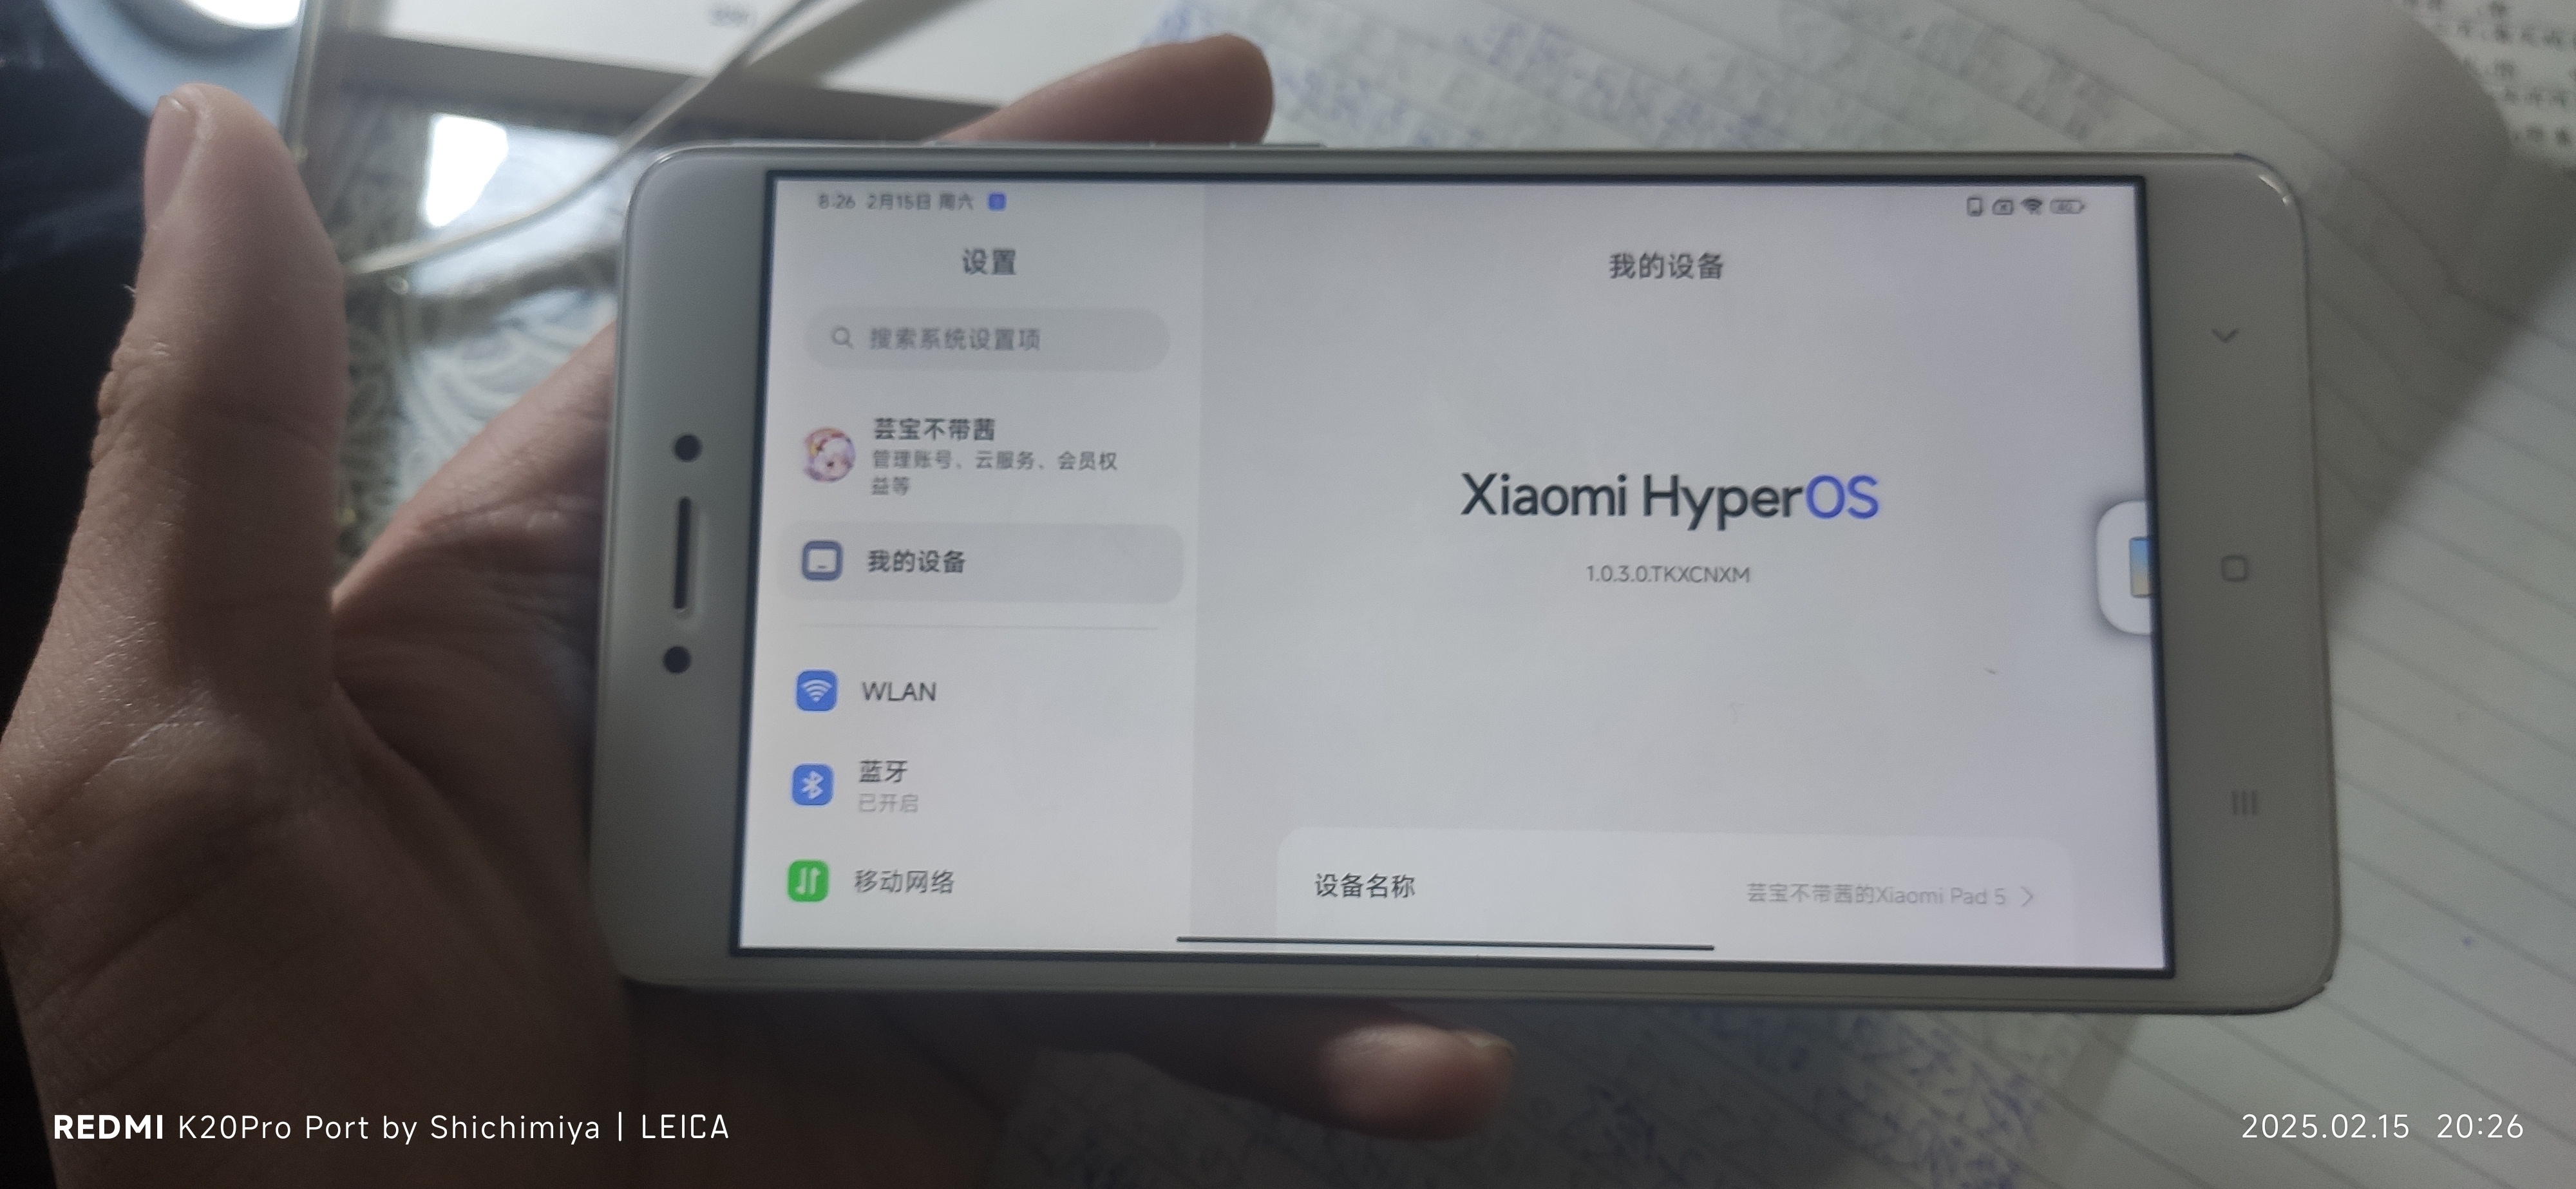 8:26 2月15日 周六
设置
搜索系统设置项
芸宝不带茜
管理账号、云服务、会员权
益等
我的设备
WLAN
蓝牙
已开启
移动网络
我的设备
Xiaomi HyperOS
1.0.3.0.TKXCNXM
设备名称
芸宝不带茜的Xiaomi Pad 5
REDMI K20Pro Port by Shichimiya | LEICA
2025.02.15 20:26